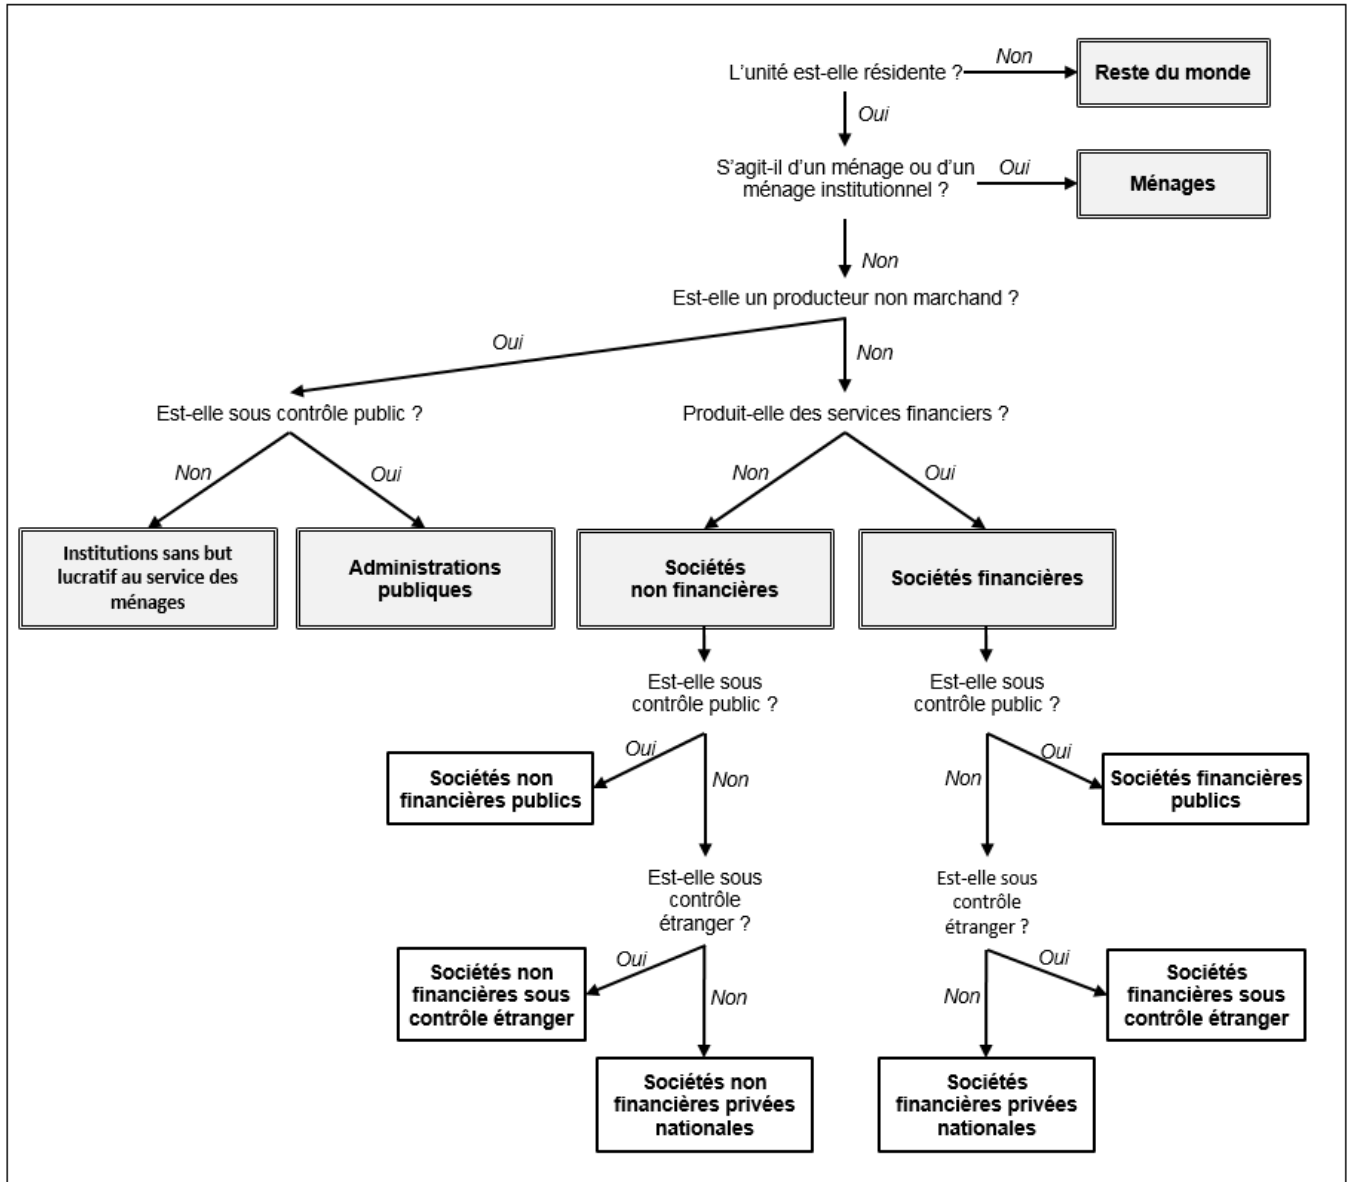 L'unité est-elle résidente ?
Non
Reste du monde
Oui
S'agit-il d'un ménage ou d'un
ménage institutionnel ?
Oui
Ménages
Non
Est-elle un producteur non marchand ?
Oui
Non
Est-elle sous contrôle public ?
Produit-elle des services financiers ?
Non
Oui
Non
Oui
Institutions sans but
lucratif au service des
ménages
Administrations
publiques
Sociétés
non financières
Sociétés financières
Est-elle sous
contrôle public ?
Est-elle sous
contrôle public ?
Oui
Non
Non
Oui
Sociétés non
financières publics
Sociétés financières
publics
Est-elle sous
contrôle
étranger ?
Est-elle sous
contrôle
étranger ?
Oui
Non
Non
Oui
Sociétés non
financières sous
contrôle étranger
Sociétés
financières sous
contrôle étranger
Sociétés non
financières privées
nationales
Sociétés
financières privées
nationales